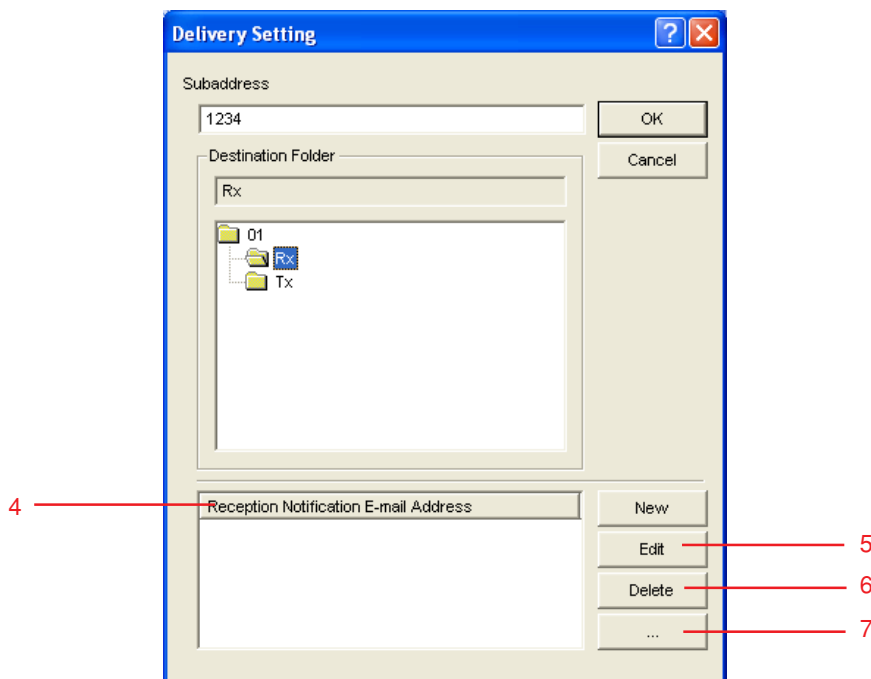 Delivery Setting
Subaddress
1234
OK
Destination Folder
Cancel
Rx
01
Rx
Tx
4
Reception Notification E-mail Address
New
Edit
5
Delete
6
...
7